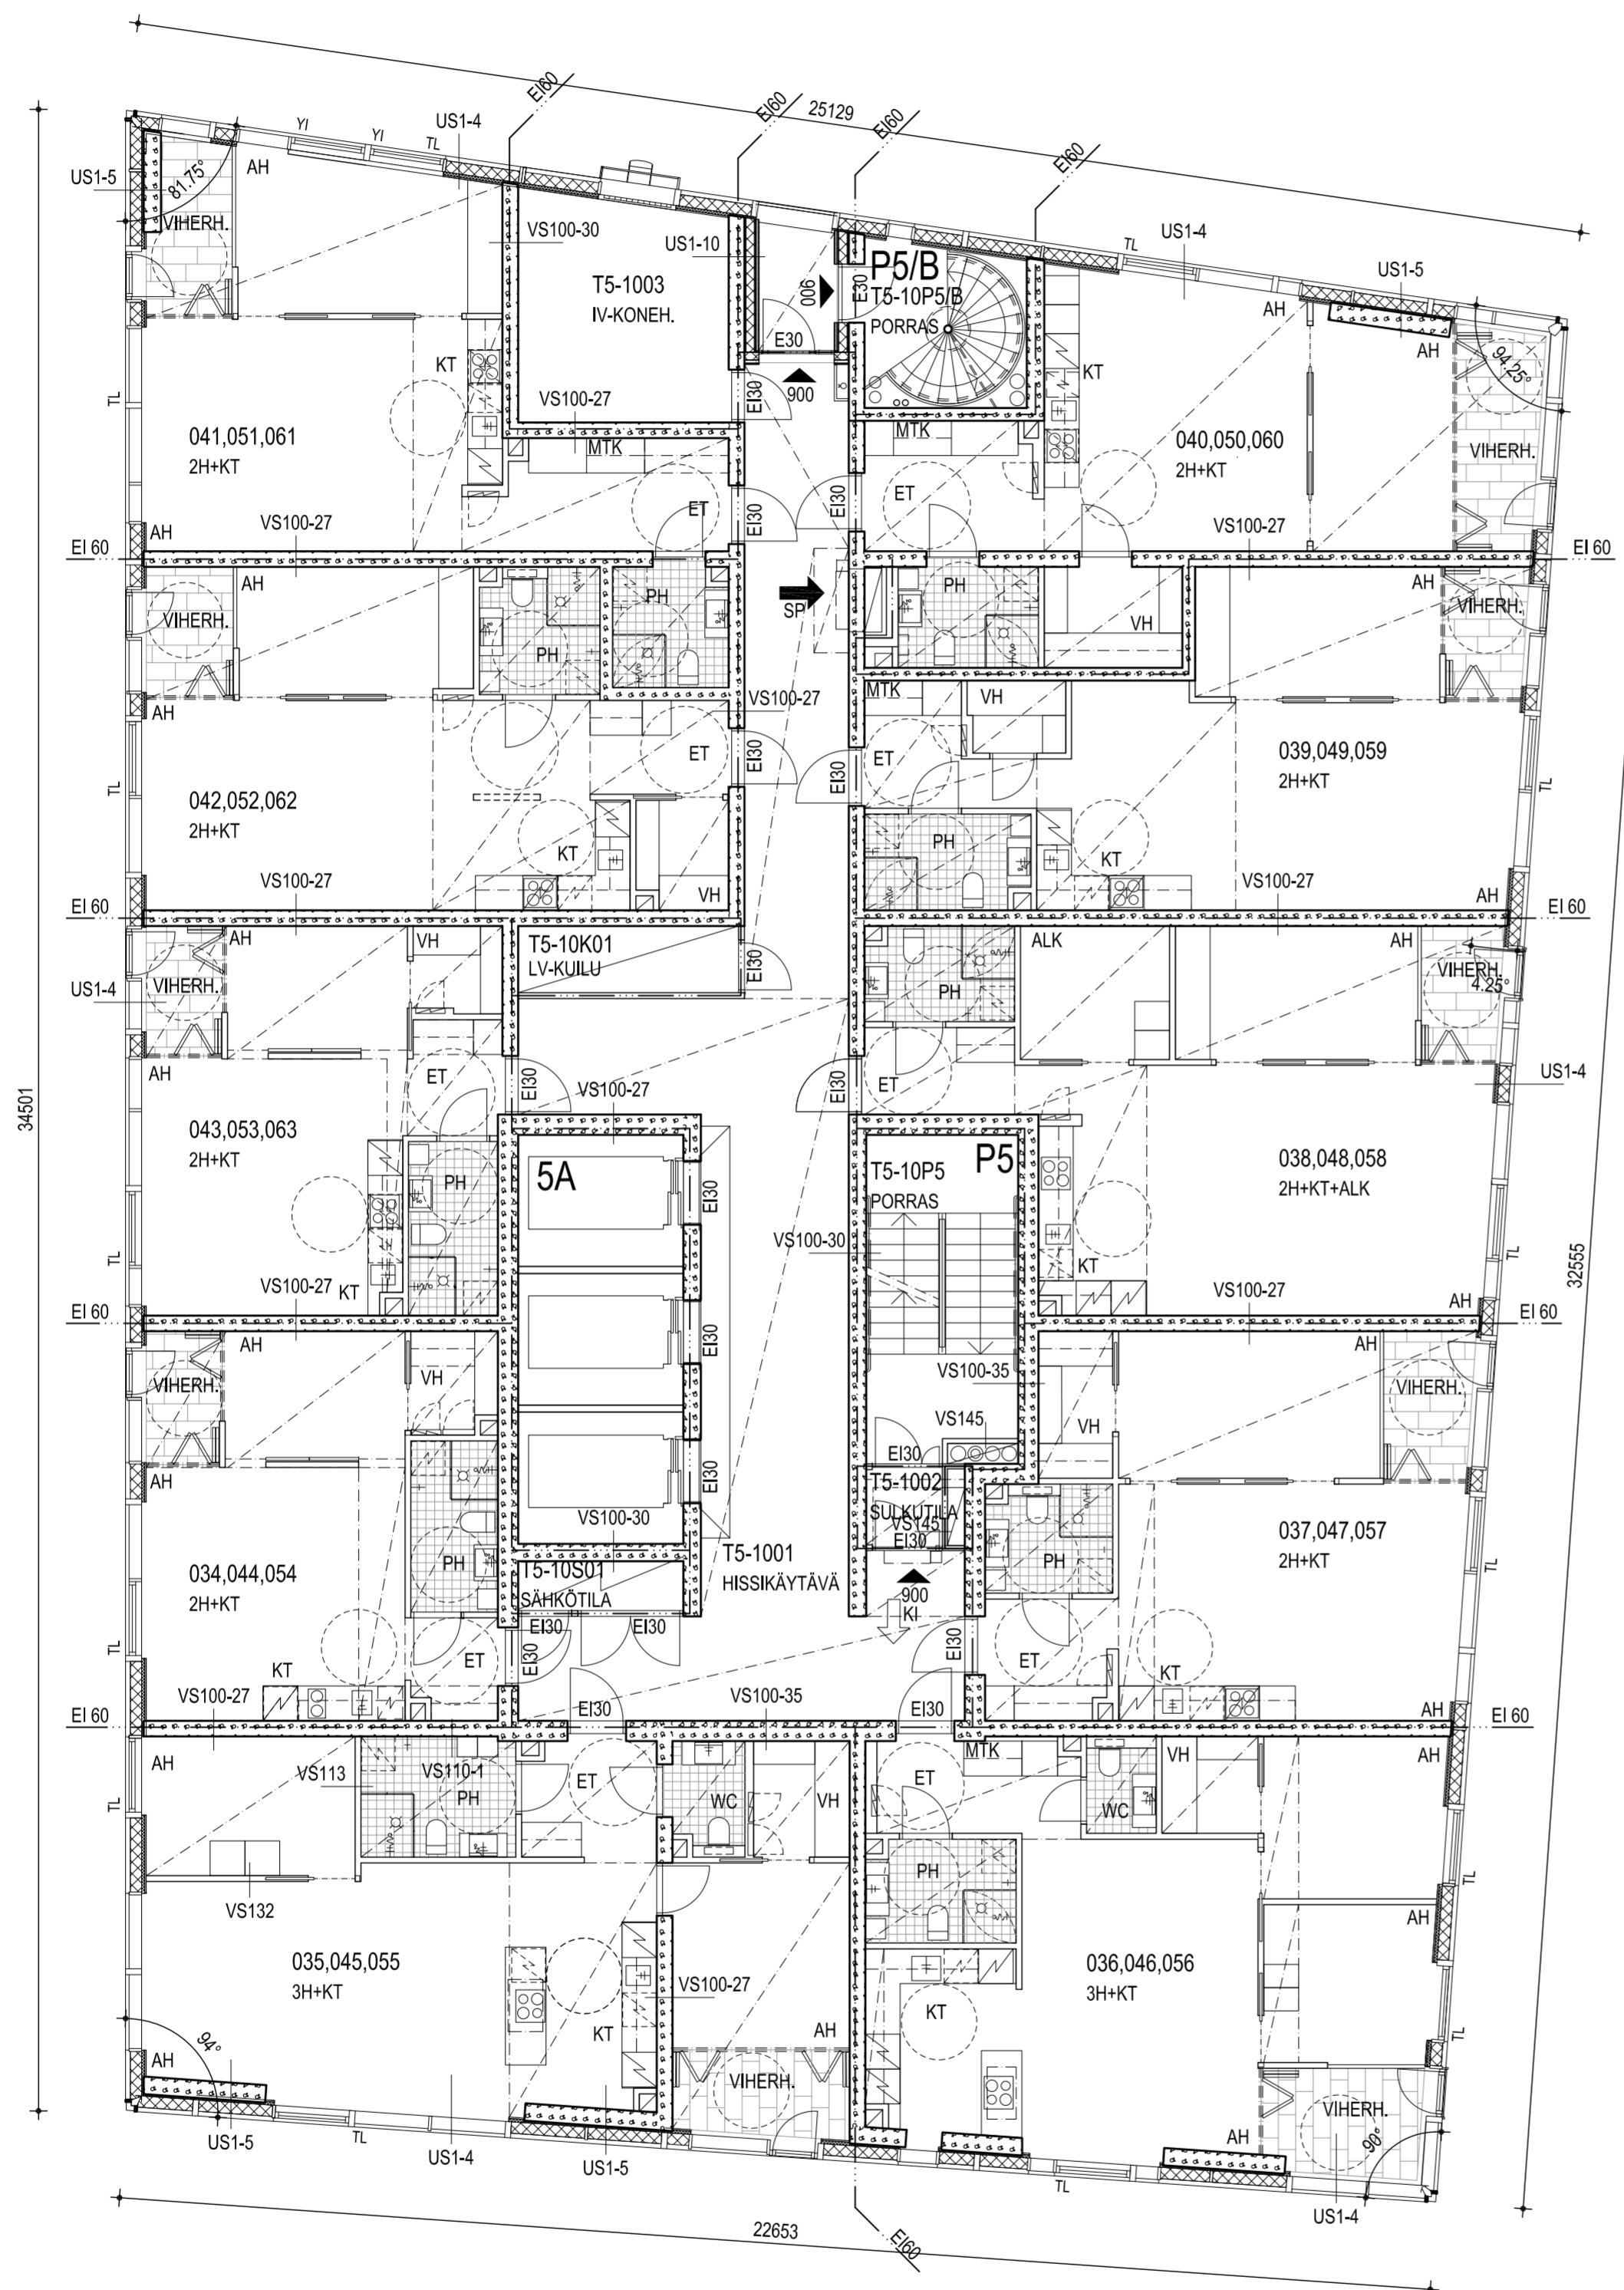 EI60
EI60
25129
EI60
EI60
YI
YI
TL
US1-4
US1-5
81.75°
AH
VIHERH.
VS100-30
T5-1003
IV-KONEH.
US1-10
900
E30
P5/B
T5-10P5/B
PORRAS
E30
900
TL
US1-4
US1-5
AH
AH
94.25°
VIHERH.
KT
KT
TL
VS100-27
EI30
041,051,061
2H+KT
MTK
MTK
040,050,060
2H+KT
ET
EI30
EI30
ET
AH
VS100-27
VS100-27
EI 60
EI 60
AH
VIHERH.
PH
PH
SP
PH
VH
AH
VIHERH.
AH
VS100-27
MTK
VH
ET
EI30
EI30
ET
039,049,059
2H+KT
TL
TL
042,052,062
2H+KT
KT
PH
KT
VS100-27
VH
VS100-27
AH
EI 60
EI 60
AH
VH
T5-10K01
LV-KUILU
EI30
ALK
AH
VIHERH.
4.25°
US1-4
VIHERH.
PH
AH
ET
EI30
VS100-27
EI30
ET
US1-4
34501
043,053,063
2H+KT
PH
5A
EI30
T5-10P5
PORRAS
P5
038,048,058
2H+KT+ALK
TL
VS100-30
KT
TL
32555
VS100-27
KT
VS100-27
AH
EI 60
EI 60
AH
VIHERH.
VH
EI30
VS100-35
AH
VIHERH.
VS145
VH
AH
EI30
EI30
T5-1002
SULKUTILA
VS145
EI30
VS100-30
037,047,057
2H+KT
PH
PH
T5-1001
HISSIKÄYTÄVÄ
TL
034,044,054
2H+KT
T5-10S01
SÄHKÖTILA
900
KI
EI30
EI30
EI30
EI30
TL
ET
ET
KT
KT
VS100-27
EI30
VS100-35
EI30
AH
EI 60
EI 60
AH
VS113
VS110-1
PH
ET
WC
VH
ET
MTK
WC
VH
AH
TL
VS132
PH
TL
AH
035,045,055
3H+KT
VS100-27
036,046,056
3H+KT
KT
KT
94°
AH
AH
TL
VIHERH.
VIHERH.
AH
90°
US1-5
TL
US1-4
US1-5
TL
US1-4
22653
EI60